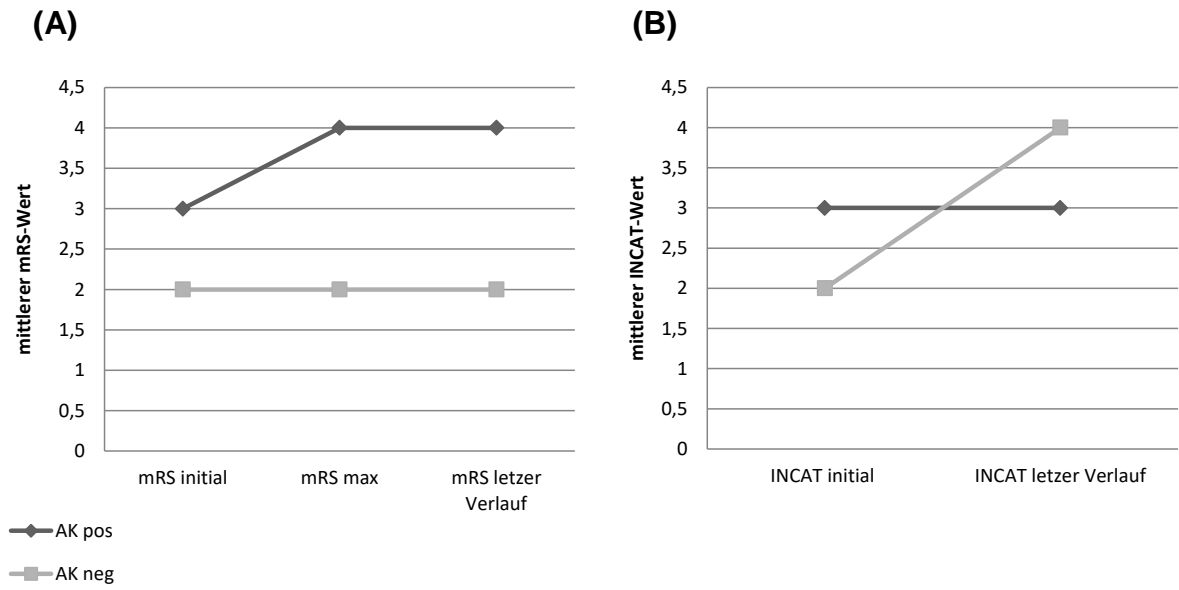 (A)
mittlerer mRS-Wert
4,5
4
3,5
3
2,5
2
1,5
1
0,5
0
mRS initial
mRS max
mRS letzer
Verlauf
AK pos
AK neg
(B)
mittlerer INCAT-Wert
4,5
4
3,5
3
2,5
2
1,5
1
0,5
0
INCAT initial
INCAT letzer Verlauf